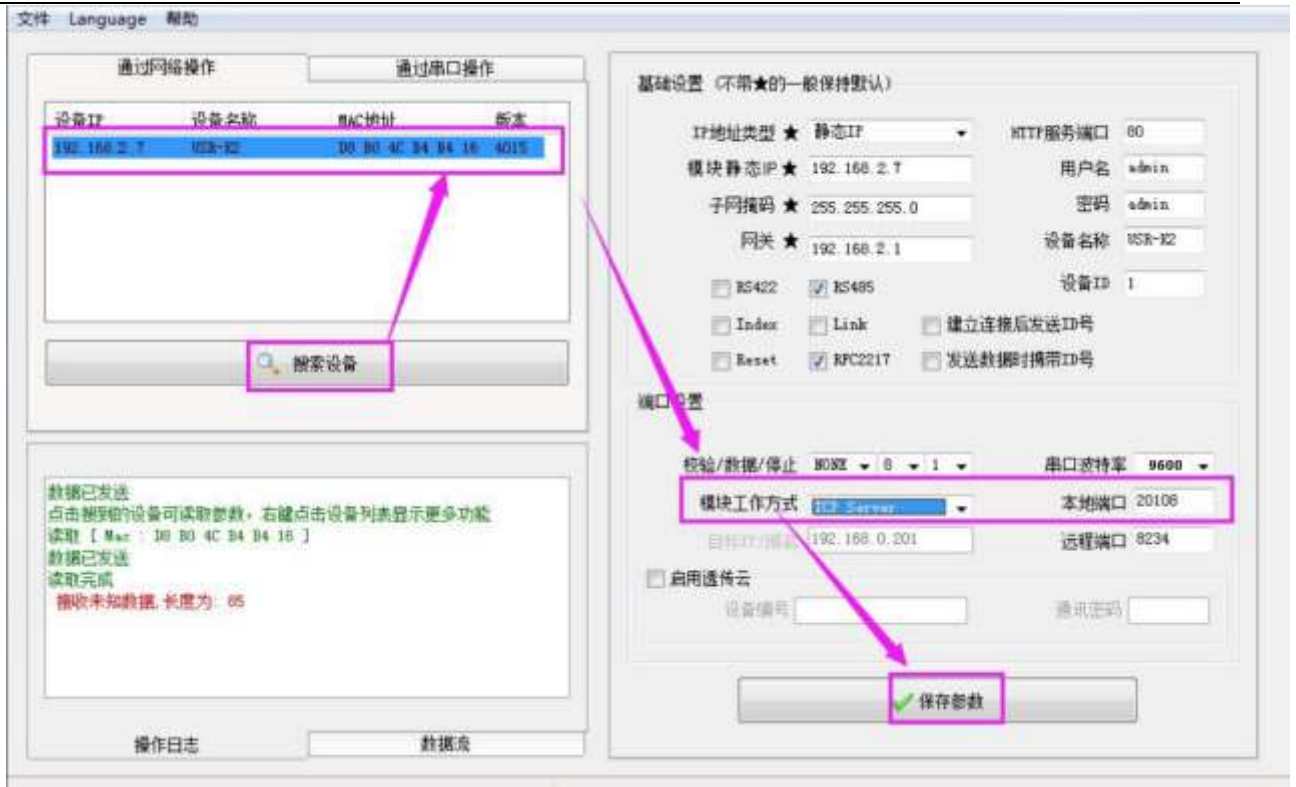 文件 Language 帮助
通过网络操作 通过串口操作
设备IP 设备名称 MAC地址 版本
192.168.2.7 USR-K2 D8 B0 4C B4 B4 16 4015
搜索设备
数据已发送
点击搜到的设备可读取参数，右键点击设备列表显示更多功能
读取 [ Mac : D8 B0 4C B4 B4 16 ]
数据已发送
读取完成
接收未知数据,长度为: 65
操作日志 数据流
基础设置 (不带★的一般保持默认)
IP地址类型 ★ 静态IP HTTP服务端口 80
模块静态IP ★ 192.168.2.7 用户名 admin
子网掩码 ★ 255.255.255.0 密码 admin
网关 ★ 192.168.2.1 设备名称 USR-K2
RS422 RS485 设备ID 1
Index Link 建立连接后发送ID号
Reset RFC2217 发送数据时携带ID号
端口设置
校验/数据/停止 NONE 8 1 串口波特率 9600
模块工作方式 TCP Server 本地端口 20108
192.168.0.201 远程端口 8234
启用透传云
设备编号 通讯密码
保存参数